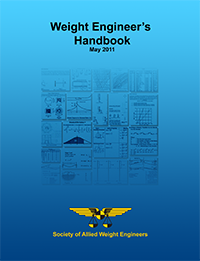 Weight Engineer's
Handbook
May 2011
Society of Allied Weight Engineers